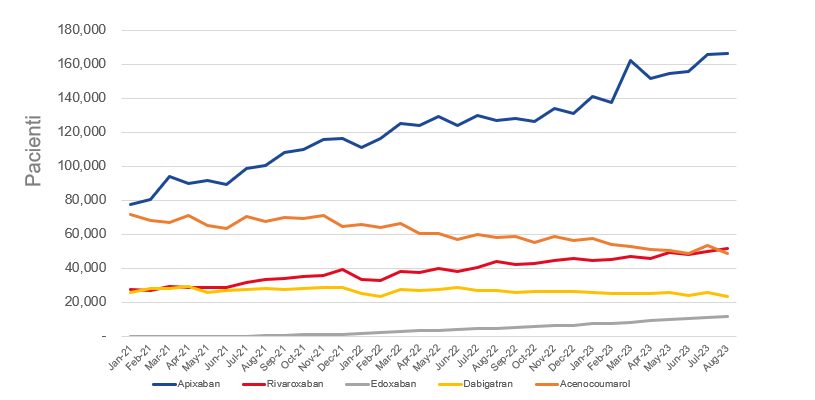 180,000
160,000
140,000
120,000
100,000
80,000
60,000
40,000
20,000
-
Pacienti
Jan-21
Feb-21
Mar-21
Apr-21
May-21
Jun-21
Jul-21
Aug-21
Sep-21
Oct-21
Nov-21
Dec-21
Jan-22
Feb-22
Mar-22
Apr-22
May-22
Jun-22
Jul-22
Aug-22
Sep-22
Oct-22
Nov-22
Dec-22
Jan-23
Feb-23
Mar-23
Apr-23
May-23
Jun-23
Jul-23
Aug-23
Apixaban Rivaroxaban Edoxaban Dabigatran Acenocoumarol